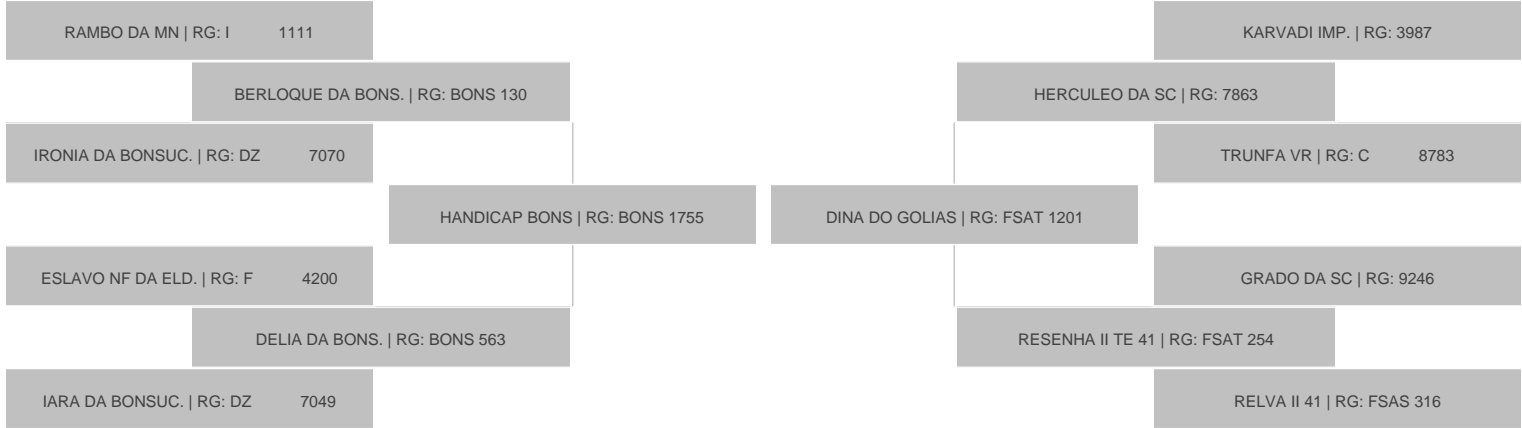 RAMBO DA MN | RG: I 1111
KARVADI IMP. | RG: 3987
BERLOQUE DA BONS. | RG: BONS 130
HERCULEO DA SC | RG: 7863
IRONIA DA BONSUC. | RG: DZ 7070
TRUNFA VR | RG: C 8783
HANDICAP BONS | RG: BONS 1755
DINA DO GOLIAS | RG: FSAT 1201
ESLAVO NF DA ELD. | RG: F 4200
GRADO DA SC | RG: 9246
DELIA DA BONS. | RG: BONS 563
RESENHA II TE 41 | RG: FSAT 254
IARA DA BONSUC. | RG: DZ 7049
RELVA II 41 | RG: FSAS 316